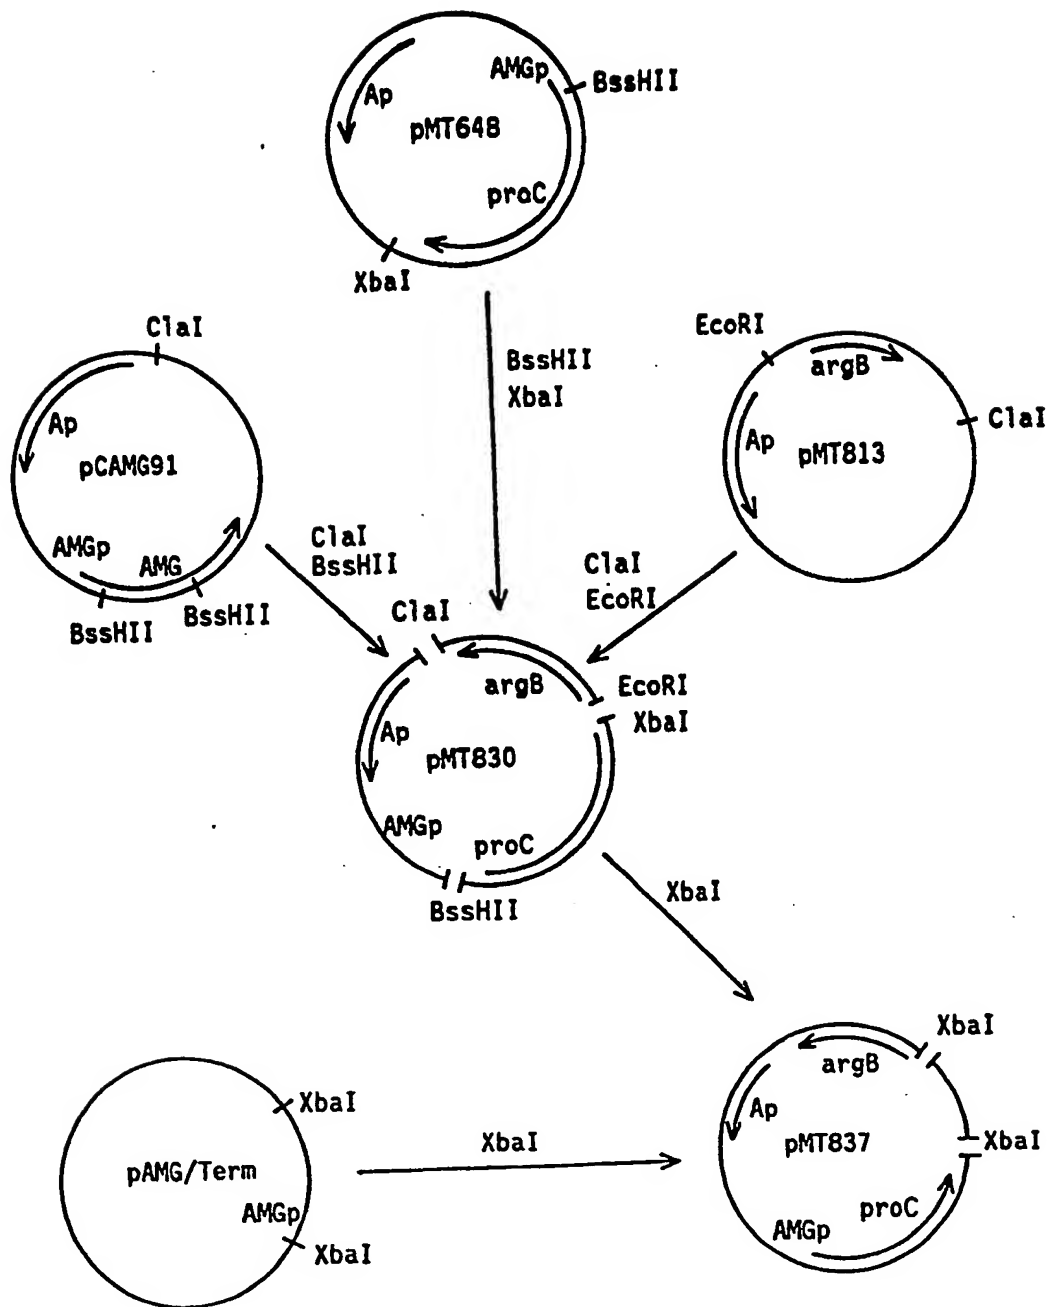 AMGp
BssHII
Ap
pMT648
proC
XbaI
ClaI
Ap
pCAMG91
AMGp
AMG
BssHII
BssHII
BssHII
XbaI
EcoRI
argB
ClaI
Ap
pMT813
ClaI
BssHII
ClaI
EcoRI
ClaI
argB
EcoRI
XbaI
Ap
pMT830
AMGp
proC
BssHII
XbaI
XbaI
pAMG/Term
AMGp
XbaI
XbaI
XbaI
argB
Ap
pMT837
XbaI
proC
AMGp